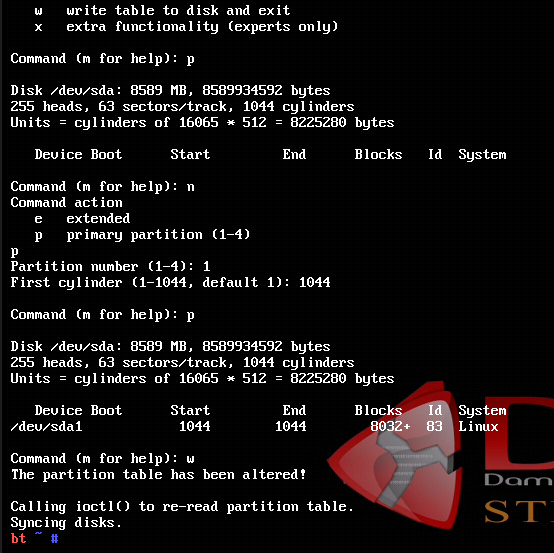 w   write table to disk and exit
x   extra functionality (experts only)
Command (m for help): p
Disk /dev/sda: 8589 MB, 8589934592 bytes
255 heads, 63 sectors/track, 1044 cylinders
Units = cylinders of 16065 * 512 = 8225280 bytes
Device Boot      Start         End      Blocks   Id  System
Command (m for help): n
Command action
e   extended
p   primary partition (1-4)
p
Partition number (1-4): 1
First cylinder (1-1044, default 1): 1044
Command (m for help): p
Disk /dev/sda: 8589 MB, 8589934592 bytes
255 heads, 63 sectors/track, 1044 cylinders
Units = cylinders of 16065 * 512 = 8225280 bytes
Device Boot      Start         End      Blocks   Id  System
/dev/sda1         1044        1044        8032+  83  Linux
Command (m for help): w
The partition table has been altered!
Calling ioctl() to re-read partition table.
Syncing disks.
bt ~ #
D
Dam
ST